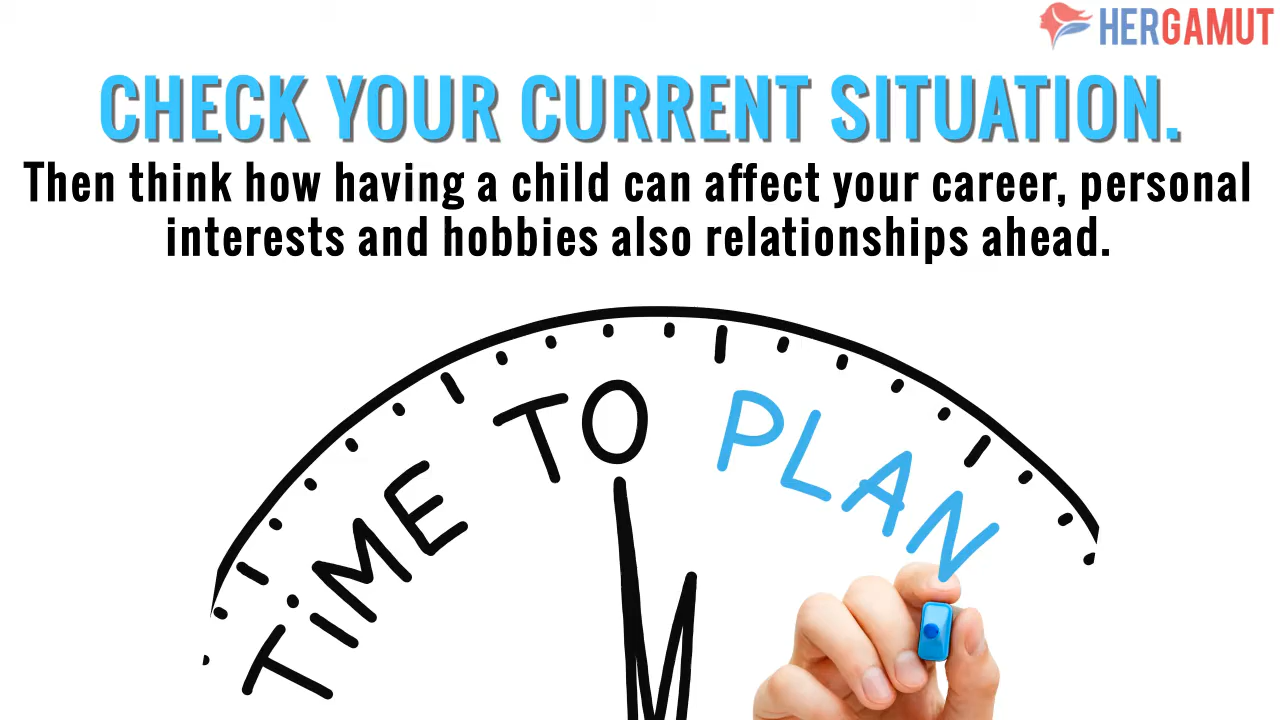 HERGAMUT
CHECK YOUR CURRENT SITUATION.
Then think how having a child can affect your career, personal
interests and hobbies also relationships ahead.
TiME TO PLAN